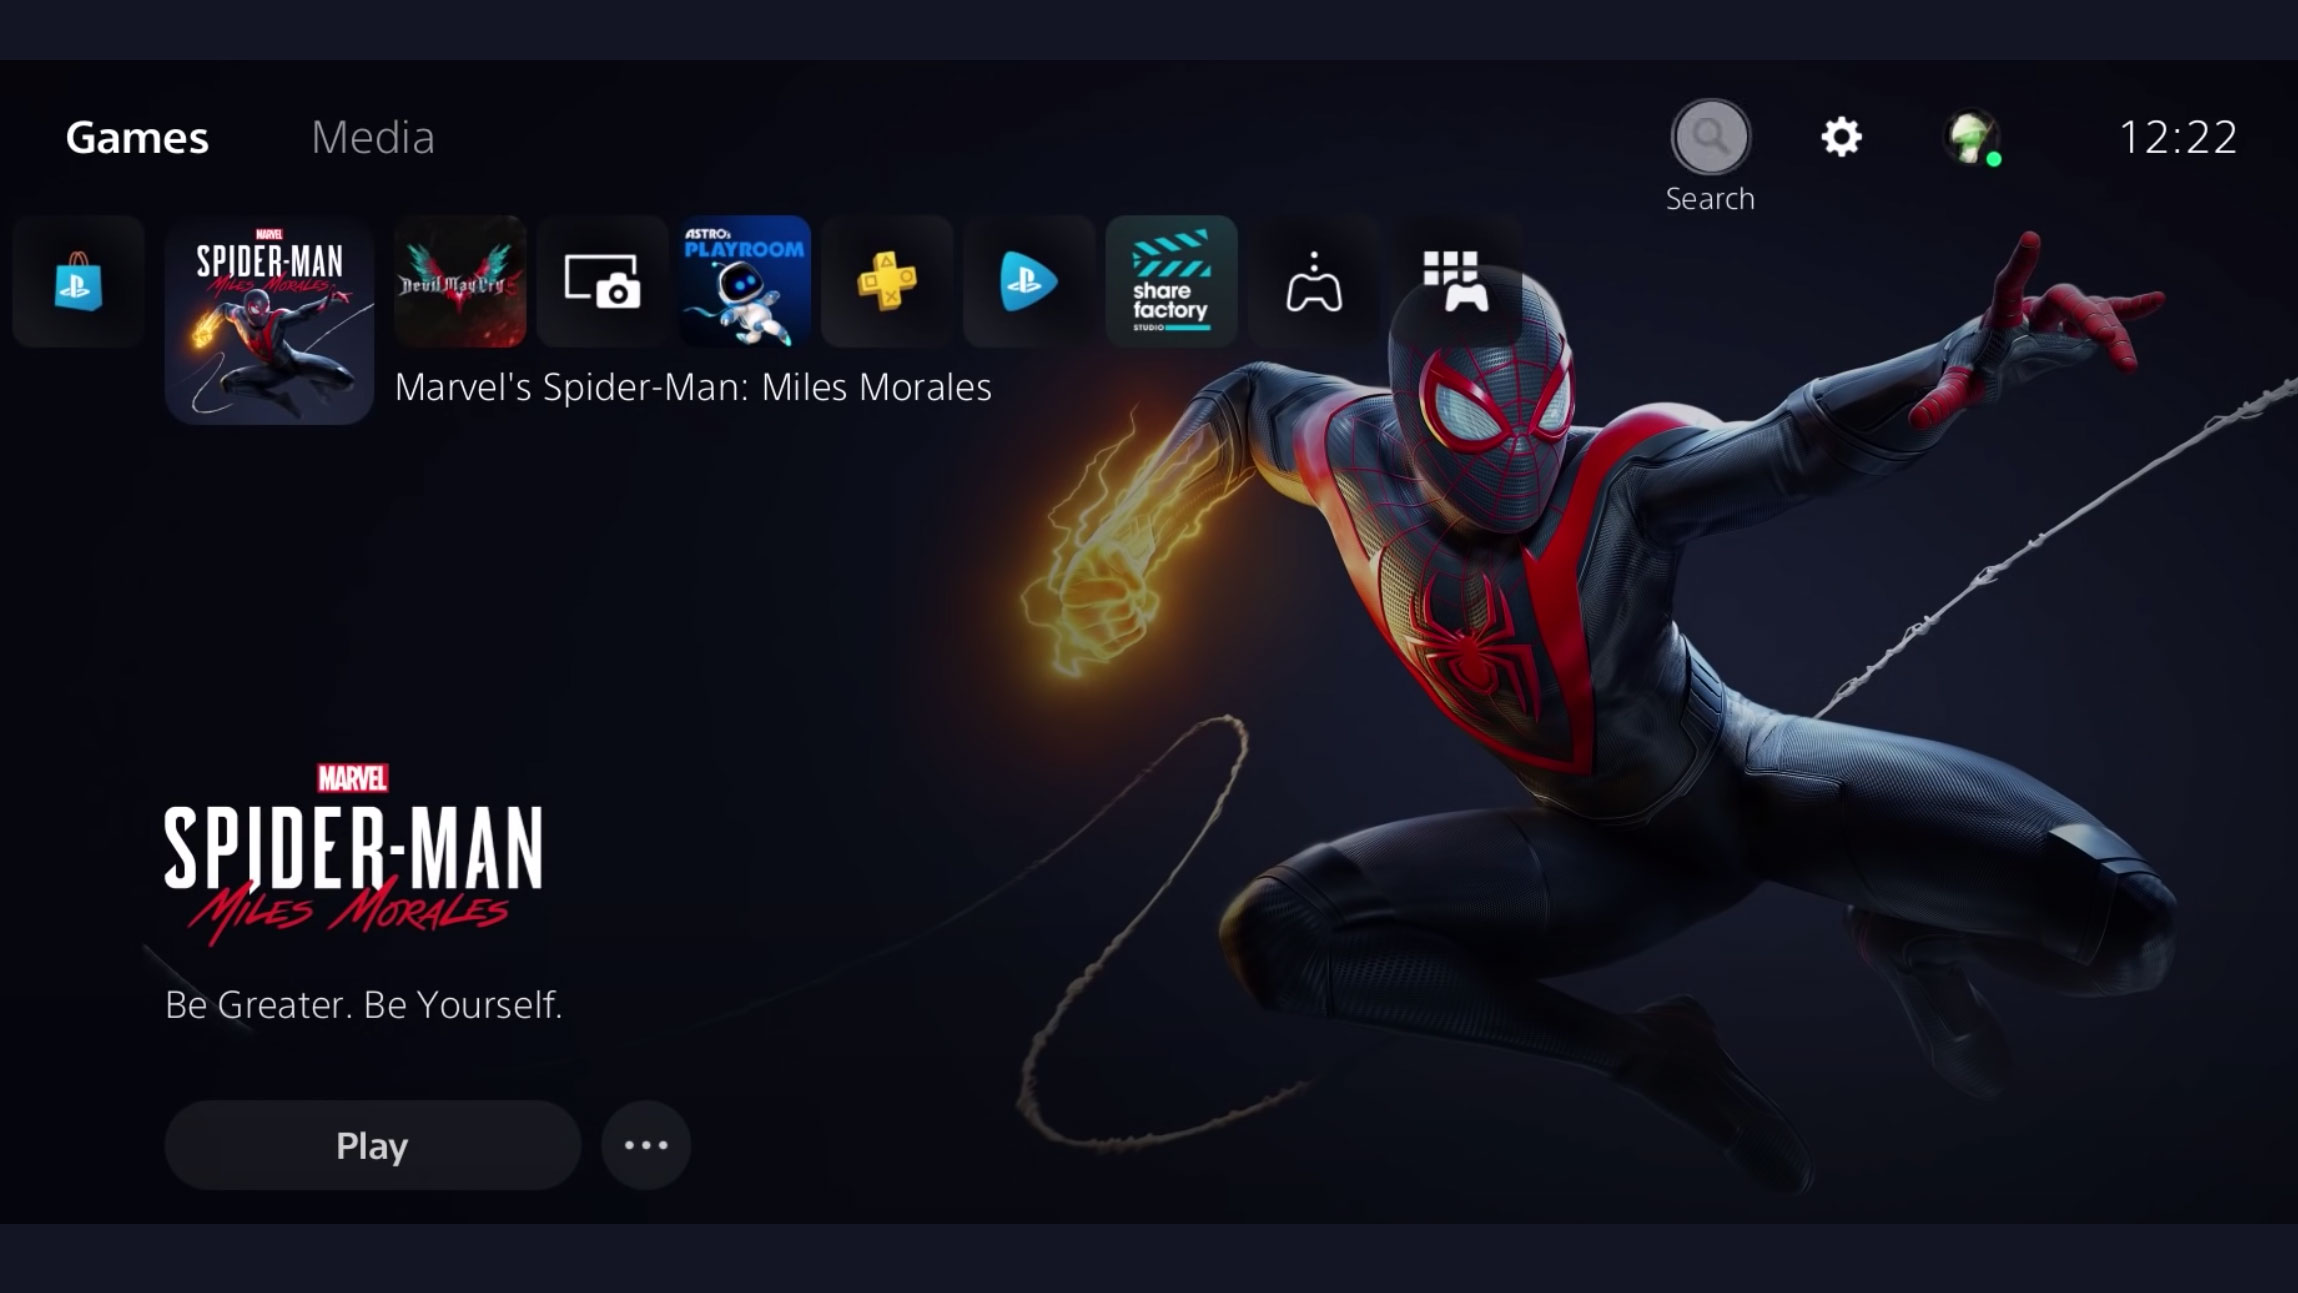 Games
Media
12:22
Search
MARVEL
SPIDER-MAN
MILES MORALES
Devil May Cry 5
ASTRO's
PLAYROOM
share
factory
STUDIO
Marvel's Spider-Man: Miles Morales
MARVEL
SPIDER-MAN
MILES MORALES
Be Greater. Be Yourself.
Play